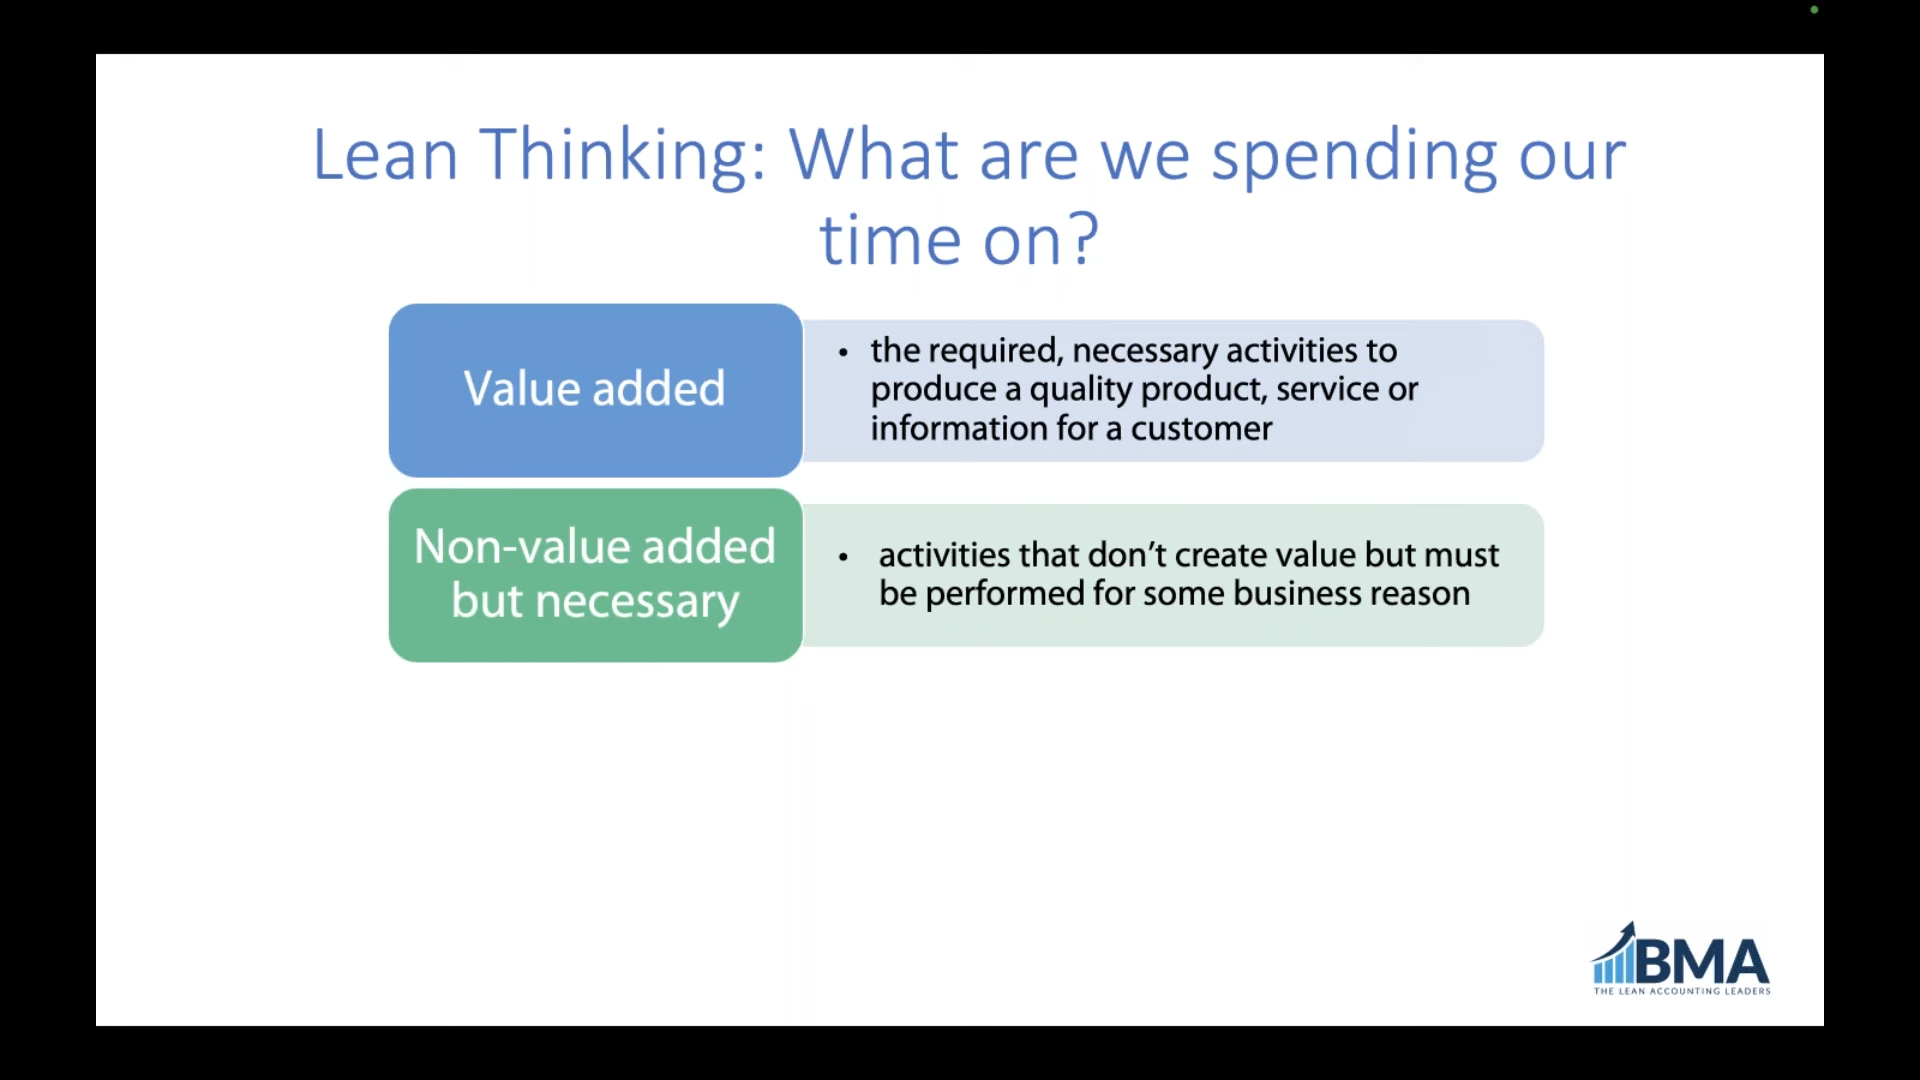 Lean Thinking: What are we spending our
time on?
Value added
• the required, necessary activities to
produce a quality product, service or
information for a customer
Non-value added
but necessary
• activities that don’t create value but must
be performed for some business reason
BMA
THE LEAN ACCOUNTING LEADERS